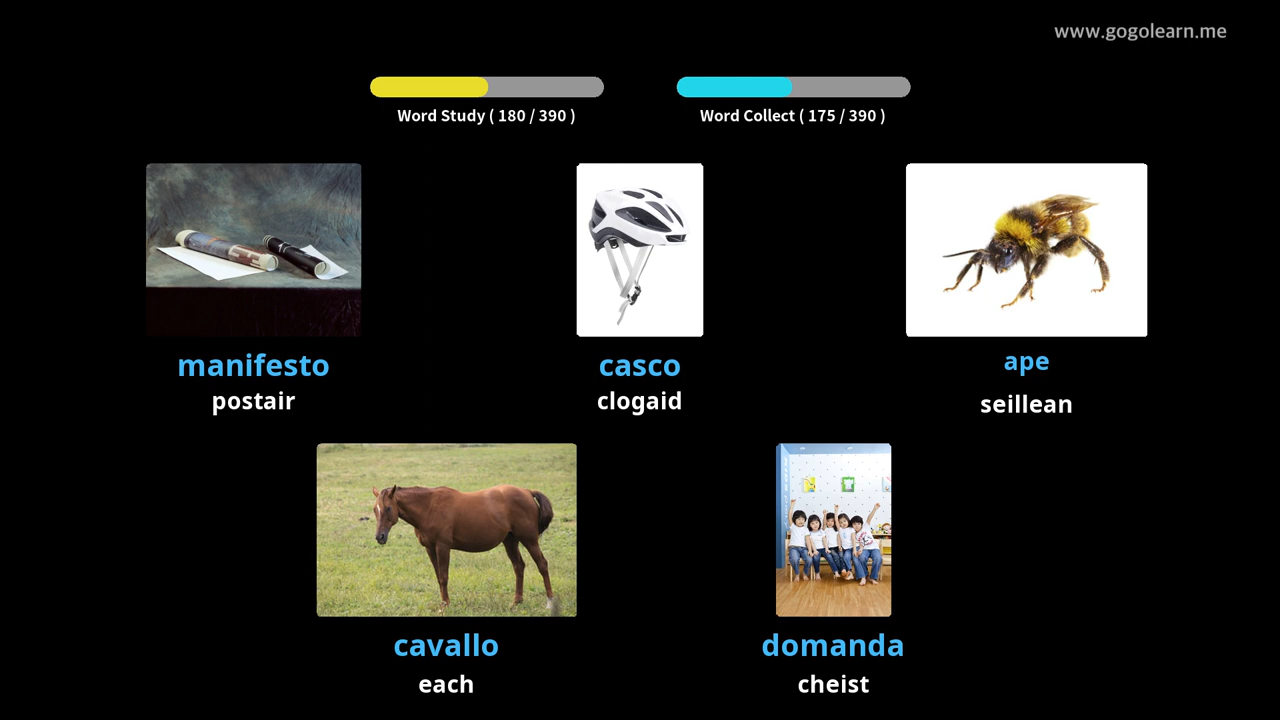 www.gogolearn.me
Word Study ( 180 / 390 )
Word Collect ( 175 / 390 )
manifesto
postair
casco
clogaid
ape
seillean
cavallo
each
domanda
cheist